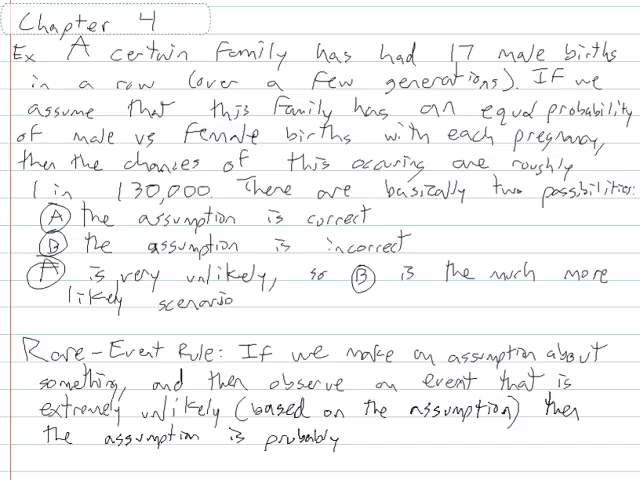 Chapter 4
Ex A certain family has had 17 male births
in a row (over a few generations). If we
assume that this family has an equal probability
of male vs female births with each pregnancy,
then the chances of this occuring are roughly
1 in 130,000. There are basically two possibilities:
(A) the assumption is correct
(B) the assumption is incorrect
(A) is very unlikely, so (B) is the much more
likely scenario
Rare-Event Rule: If we make an assumption about
something, and then observe an event that is
extremely unlikely (based on the assumption) then
the assumption is probably